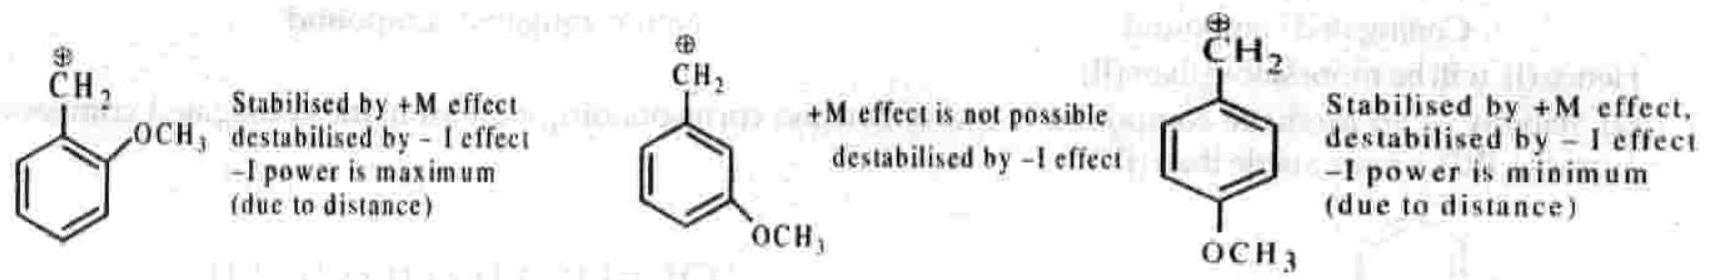 ⊕
CH2
OCH3
Stabilised by +M effect
destabilised by - I effect
-I power is maximum
(due to distance)
⊕
CH2
OCH3
+M effect is not possible
destabilised by -I effect
⊕
CH2
OCH3
Stabilised by +M effect,
destabilised by - I effect
-I power is minimum
(due to distance)